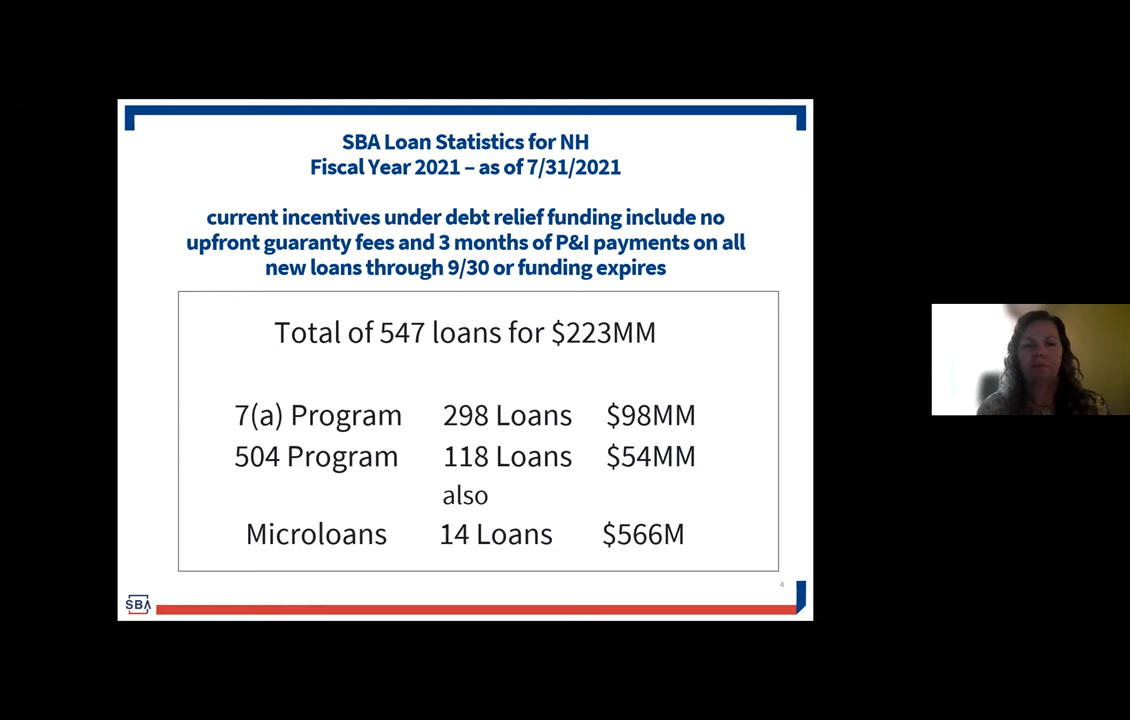 SBA Loan Statistics for NH
Fiscal Year 2021 – as of 7/31/2021
current incentives under debt relief funding include no
upfront guaranty fees and 3 months of P&I payments on all
new loans through 9/30 or funding expires
Total of 547 loans for $223MM
7(a) Program 298 Loans $98MM
504 Program 118 Loans $54MM
also
Microloans 14 Loans $566M
4
SBA